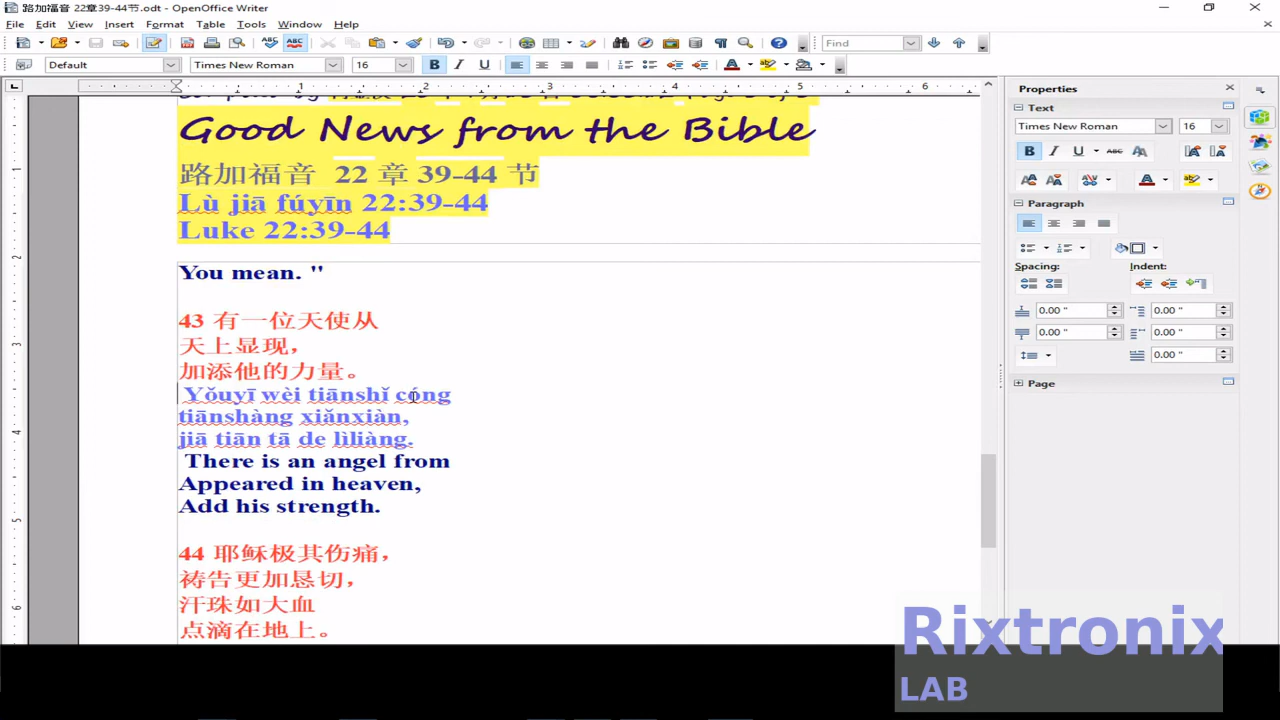 路加福音 22章39-44节.odt - OpenOffice Writer
File Edit View Insert Format Table Tools Window Help
Find
Default Times New Roman 16
1 2 3 4 5 6
Good News from the Bible
路加福音 22 章 39-44 节
Lù jiā fúyīn 22:39-44
Luke 22:39-44
You mean. "
43 有一位天使从
天上显现，
加添他的力量。
Yǒuyī wèi tiānshǐ cóng
tiānshàng xiǎnxiàn,
jiā tiān tā de lìliàng.
There is an angel from
Appeared in heaven,
Add his strength.
44 耶稣极其伤痛，
祷告更加恳切，
汗珠如大血
点滴在地上。
Properties
Text
Times New Roman 16
Paragraph
Spacing: Indent:
0.00 " 0.00 "
0.00 " 0.00 "
0.00 "
Page
Rixtronix
LAB